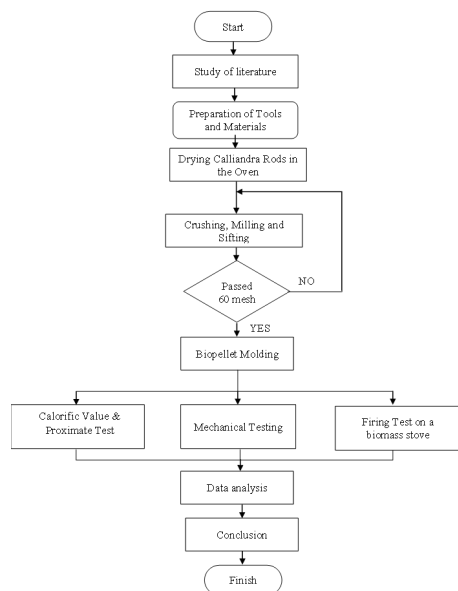 Start
Study of literature
Preparation of Tools
and Materials
Drying Calliandra Rods in
the Oven
Crushing, Milling and
Sifting
Passed
60 mesh
NO
YES
Biopellet Molding
Calorific Value &
Proximate Test
Mechanical Testing
Firing Test on a
biomass stove
Data analysis
Conclusion
Finish